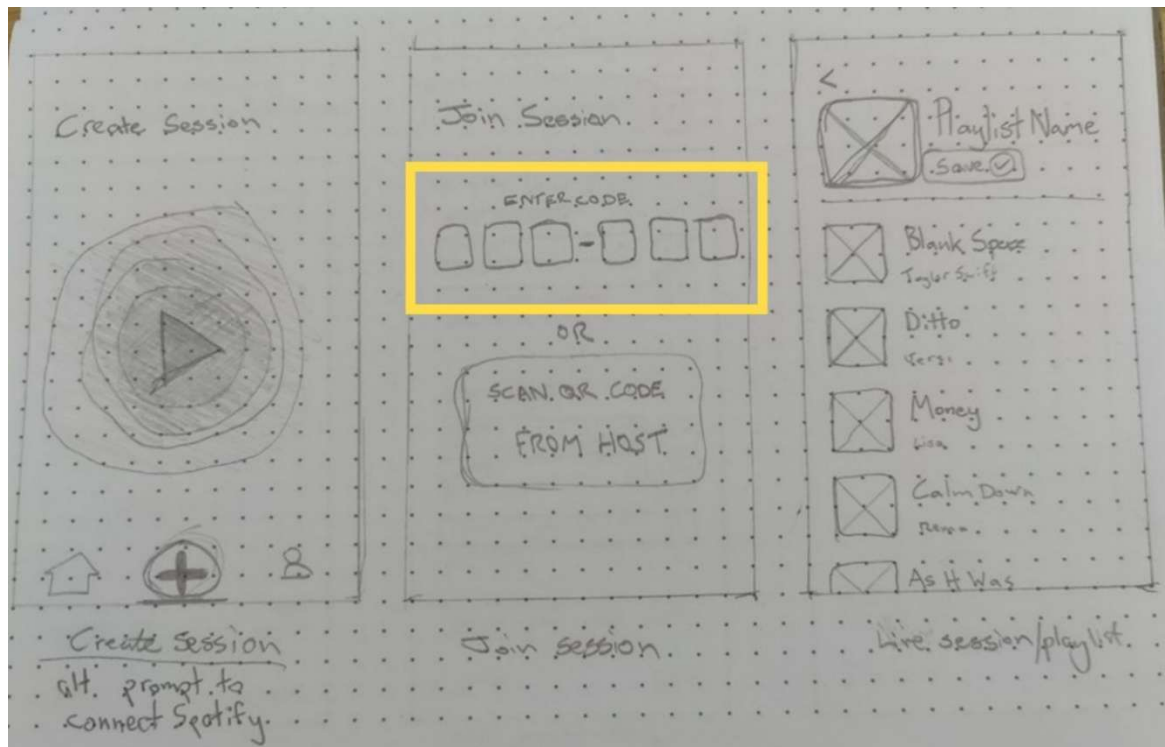 Create Session
Create Session
alt. prompt to
connect Spotify.
Join Session
ENTER CODE
OR
SCAN QR CODE
FROM HOST
Join session
<
Playlist Name
Save
Blank Space
Taylor Swift
Ditto
Money
Lisa
Calm Down
Rema
As It Was
Live session/playlist.